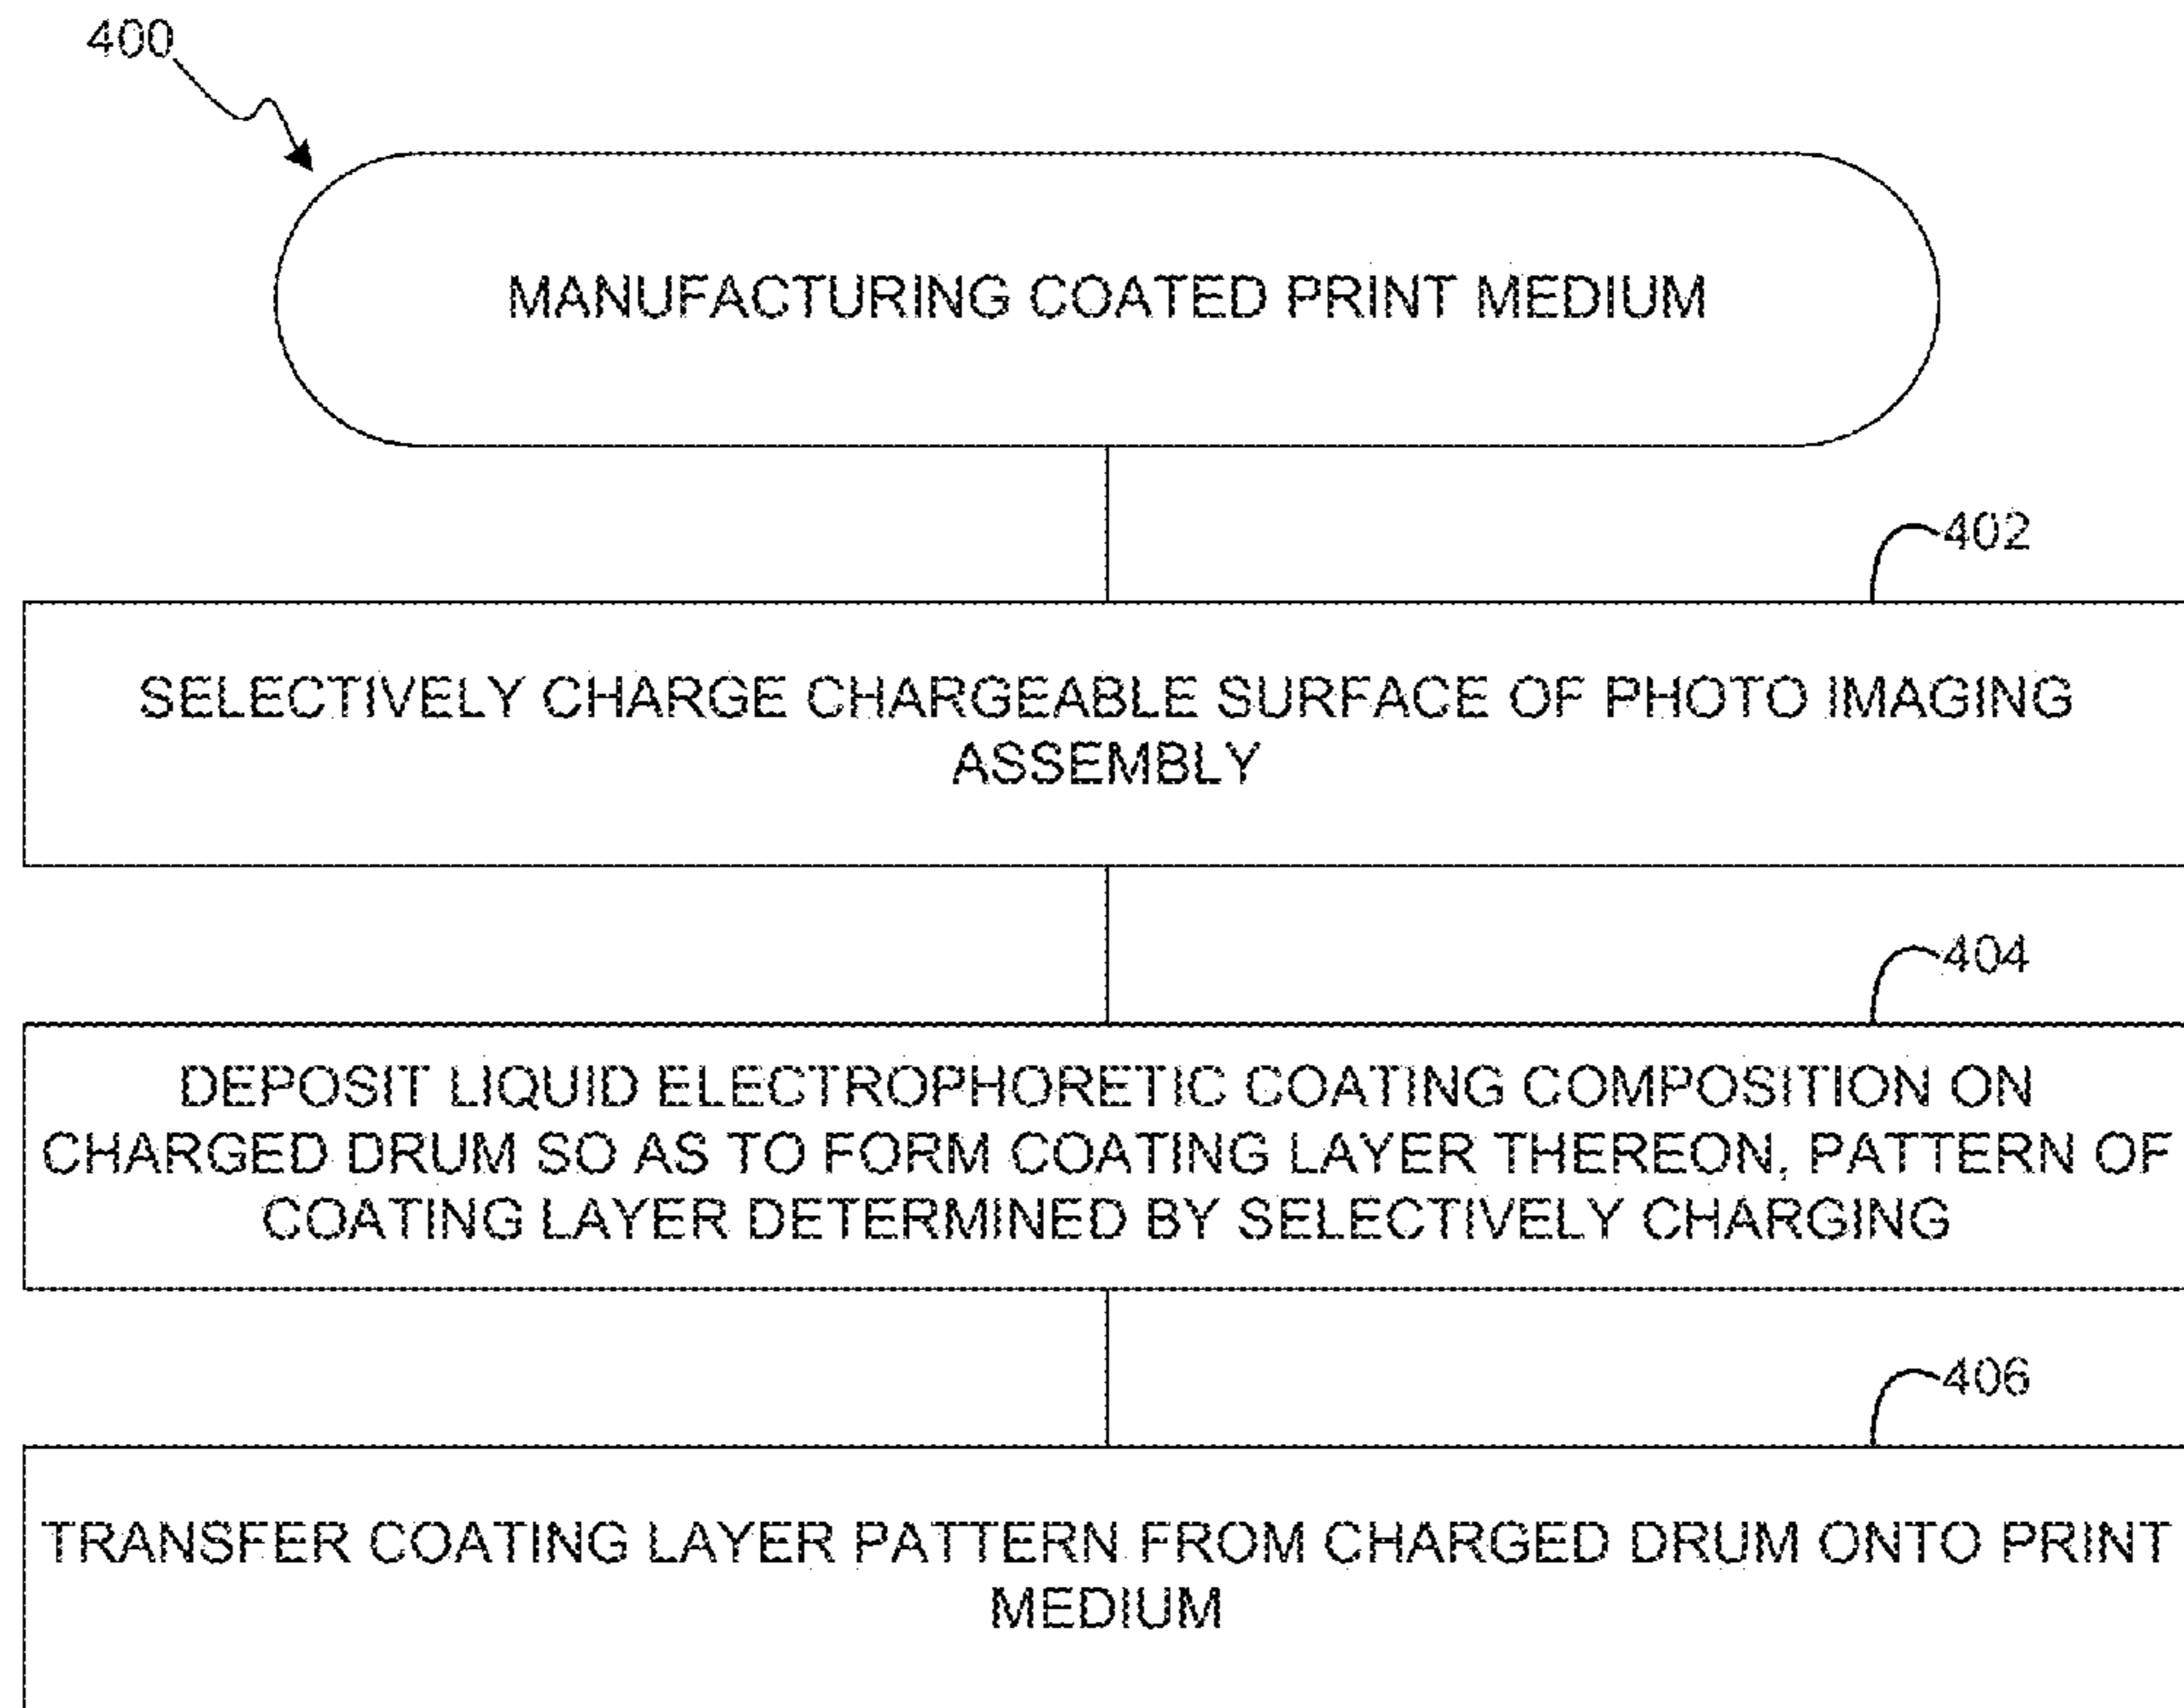 400
MANUFACTURING COATED PRINT MEDIUM
402
SELECTIVELY CHARGE CHARGEABLE SURFACE OF PHOTO IMAGING
ASSEMBLY
404
DEPOSIT LIQUID ELECTROPHORETIC COATING COMPOSITION ON
CHARGED DRUM SO AS TO FORM COATING LAYER THEREON, PATTERN OF
COATING LAYER DETERMINED BY SELECTIVELY CHARGING
406
TRANSFER COATING LAYER PATTERN FROM CHARGED DRUM ONTO PRINT
MEDIUM